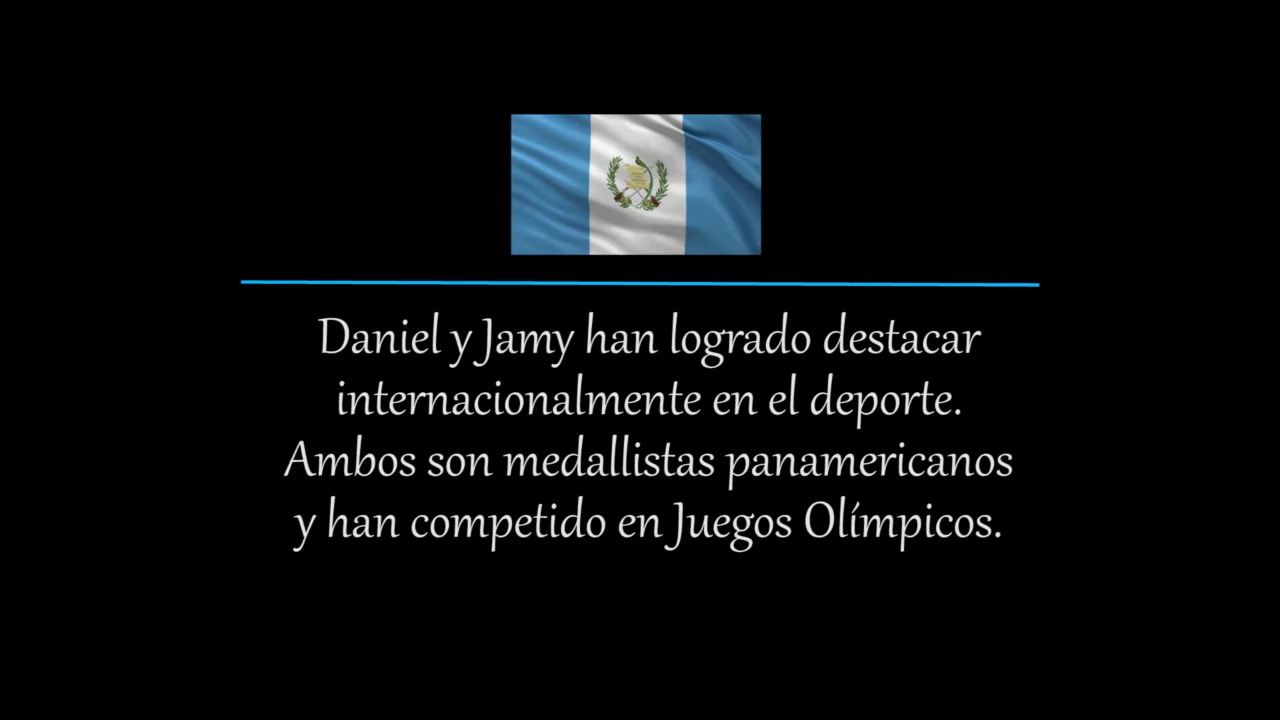 Daniel y Jamy han logrado destacar
internacionalmente en el deporte.
Ambos son medallistas panamericanos
y han competido en Juegos Olímpicos.